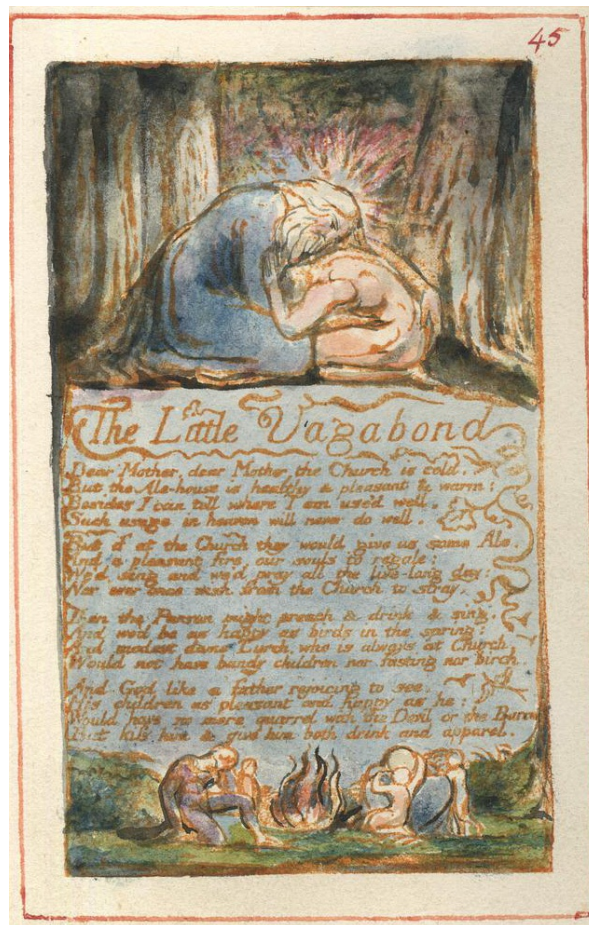 45
The Little Vagabond
Dear Mother, dear Mother, the Church is cold.
But the Ale-house is healthy & pleasant & warm:
Besides I can tell where I am use'd well.
Such usage in heaven will never do well.
But if at the Church they would give us some Ale.
And a pleasant fire, our souls to regale:
We'd sing and we'd pray all the live-long day:
Nor ever once wish from the Church to stray.
Then the Parson might preach & drink & sing.
And we'd be as happy as birds in the spring:
And modest dame Lurch, who is always at Church
Would not have bandy children nor fasting nor birch.
And God like a father rejoicing to see.
His children as pleasant and happy as he:
Would have no more quarrel with the Devil or the Barrel
But kiss him & give him both drink and apparel.